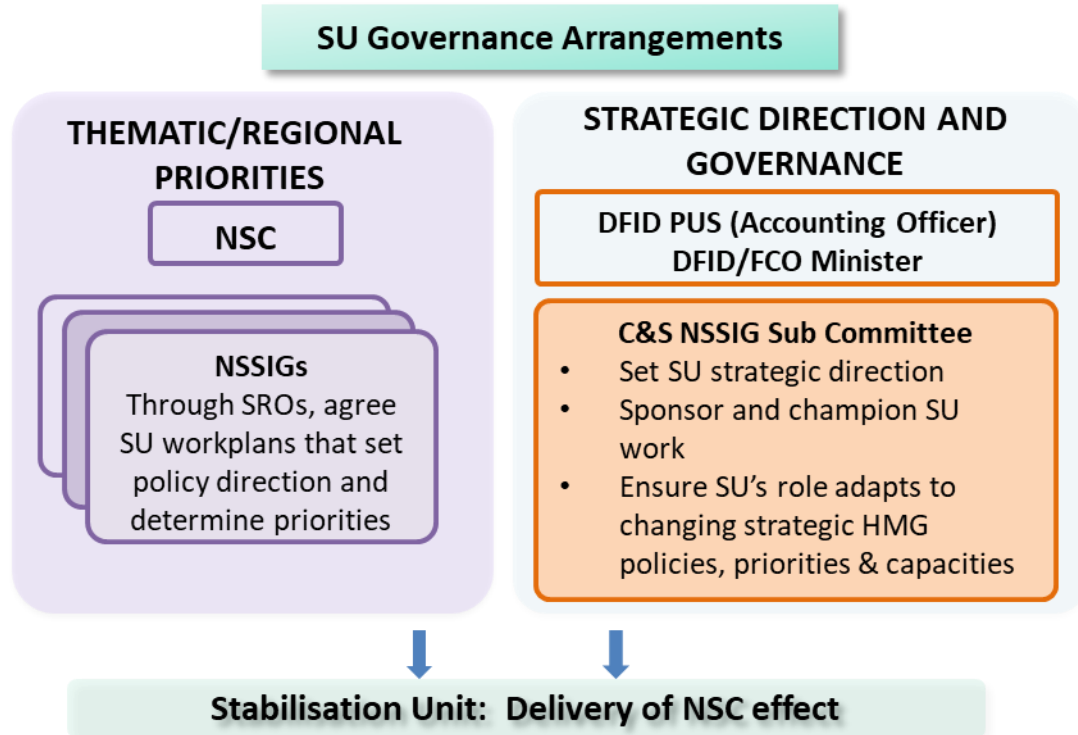 SU Governance Arrangements
THEMATIC/REGIONAL
PRIORITIES
NSC
NSSIGs
Through SROs, agree
SU workplans that set
policy direction and
determine priorities
STRATEGIC DIRECTION AND
GOVERNANCE
DFID PUS (Accounting Officer)
DFID/FCO Minister
C&S NSSIG Sub Committee
• Set SU strategic direction
• Sponsor and champion SU
work
• Ensure SU’s role adapts to
changing strategic HMG
policies, priorities & capacities
Stabilisation Unit: Delivery of NSC effect